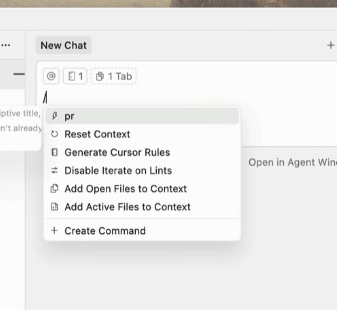 New Chat
@ 1 1 Tab
/
iptive title,
pr
n't already
Reset Context
Generate Cursor Rules
Disable Iterate on Lints
Open in Agent Win
Add Open Files to Context
Add Active Files to Context
Create Command